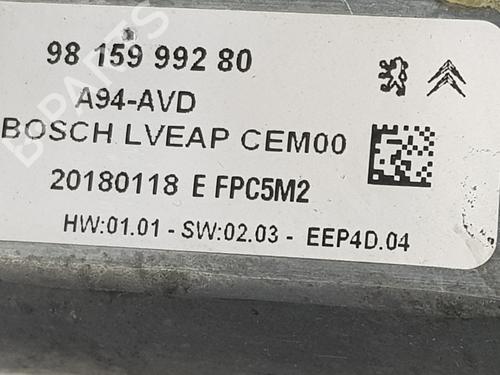 98 159 992 80
A94-AVD
BOSCH LVEAP CEM00
20180118 E FPC5M2
HW:01.01 - SW:02.03 - EEP4D.04
B-PARTS